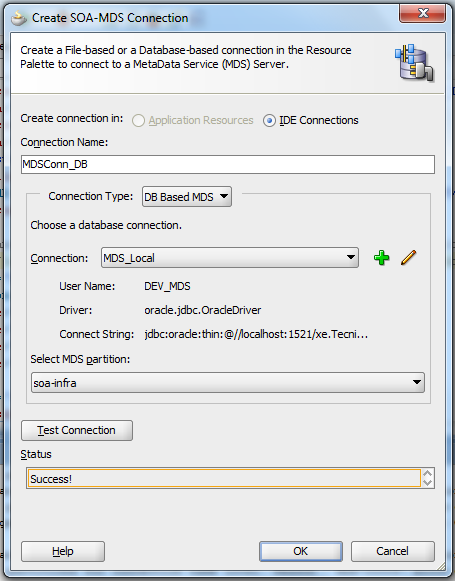 Create SOA-MDS Connection
Create a File-based or a Database-based connection in the Resource
Palette to connect to a MetaData Service (MDS) Server.
Create connection in: Application Resources IDE Connections
Connection Name:
MDSConn_DB
Connection Type: DB Based MDS
Choose a database connection.
Connection: MDS_Local
User Name: DEV_MDS
Driver: oracle.jdbc.OracleDriver
Connect String: jdbc:oracle:thin:@//localhost:1521/xe.Tecni...
Select MDS partition:
soa-infra
Test Connection
Status
Success!
Help OK Cancel